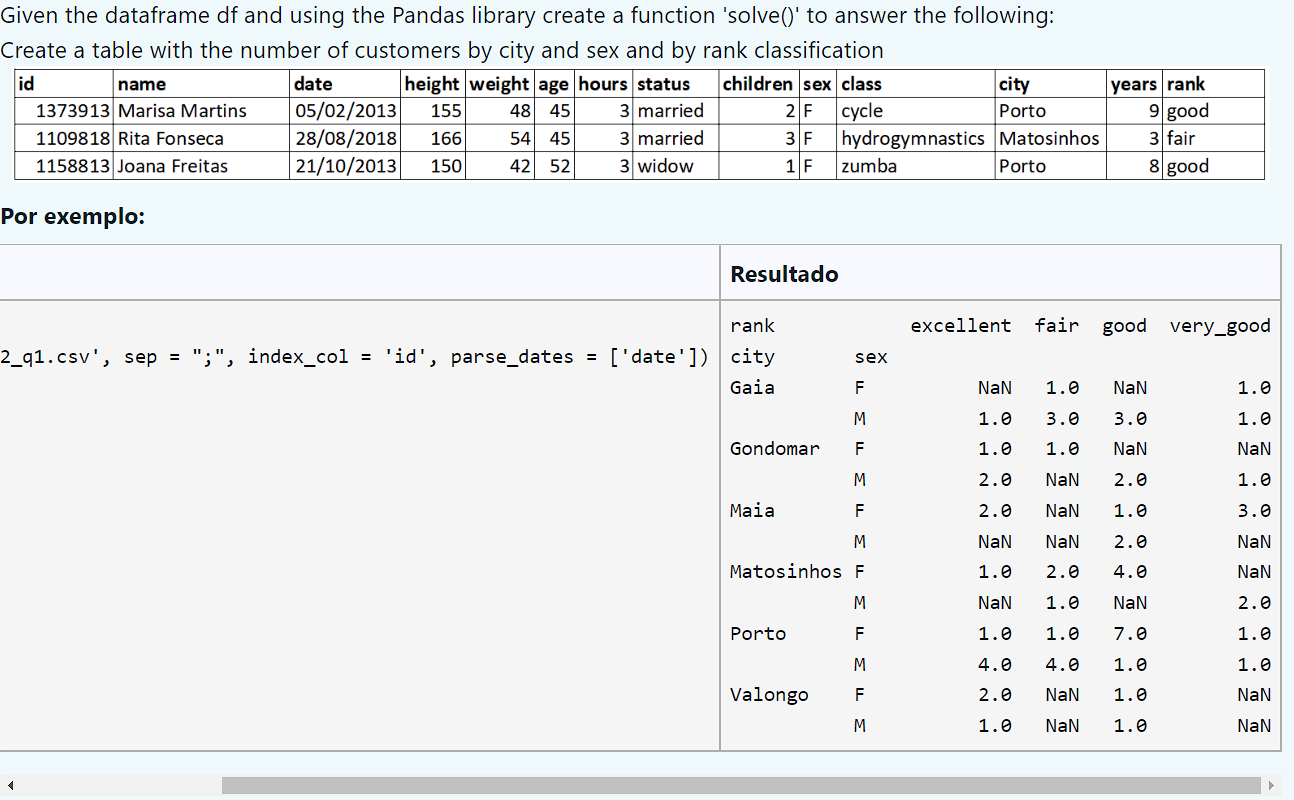 Given the dataframe df and using the Pandas library create a function 'solve()' to answer the following:
Create a table with the number of customers by city and sex and by rank classification
id name date height weight age hours status children sex class city years rank
1373913 Marisa Martins 05/02/2013 155 48 45 3 married 2 F cycle Porto 9 good
1109818 Rita Fonseca 28/08/2018 166 54 45 3 married 3 F hydrogymnastics Matosinhos 3 fair
1158813 Joana Freitas 21/10/2013 150 42 52 3 widow 1 F zumba Porto 8 good
Por exemplo:
Resultado
2_q1.csv', sep = ";", index_col = 'id', parse_dates = ['date'])
rank excellent fair good very_good
city sex
Gaia F NaN 1.0 NaN 1.0
M 1.0 3.0 3.0 1.0
Gondomar F 1.0 1.0 NaN NaN
M 2.0 NaN 2.0 1.0
Maia F 2.0 NaN 1.0 3.0
M NaN NaN 2.0 NaN
Matosinhos F 1.0 2.0 4.0 NaN
M NaN 1.0 NaN 2.0
Porto F 1.0 1.0 7.0 1.0
M 4.0 4.0 1.0 1.0
Valongo F 2.0 NaN 1.0 NaN
M 1.0 NaN 1.0 NaN